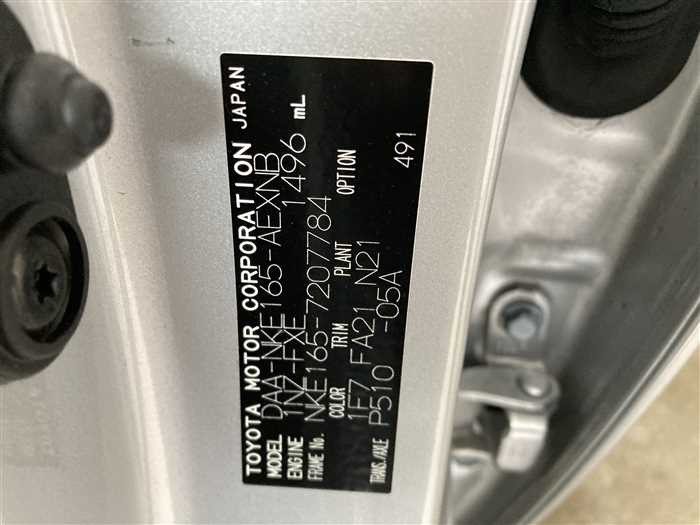 TOYOTA MOTOR CORPORATION JAPAN
MODEL DAA-NKE165-AEXNB
ENGINE 1NZ-FXE 1496 mL
FRAME No. NKE165-7207784
COLOR TRIM PLANT OPTION
1F7 FA21 N21
TRANS./AXLE P510 -05A 491